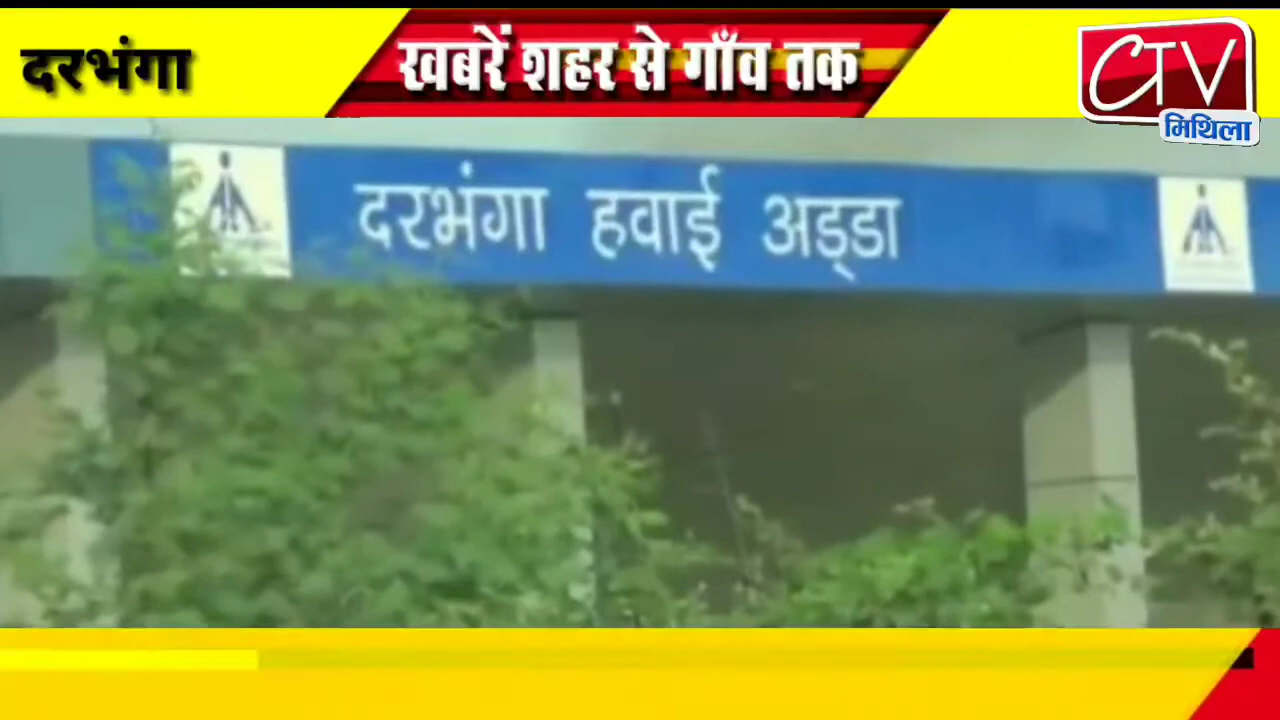 दरभंगा
खबरें शहर से गाँव तक
CTV
मिथिला
दरभंगा हवाई अड्डा